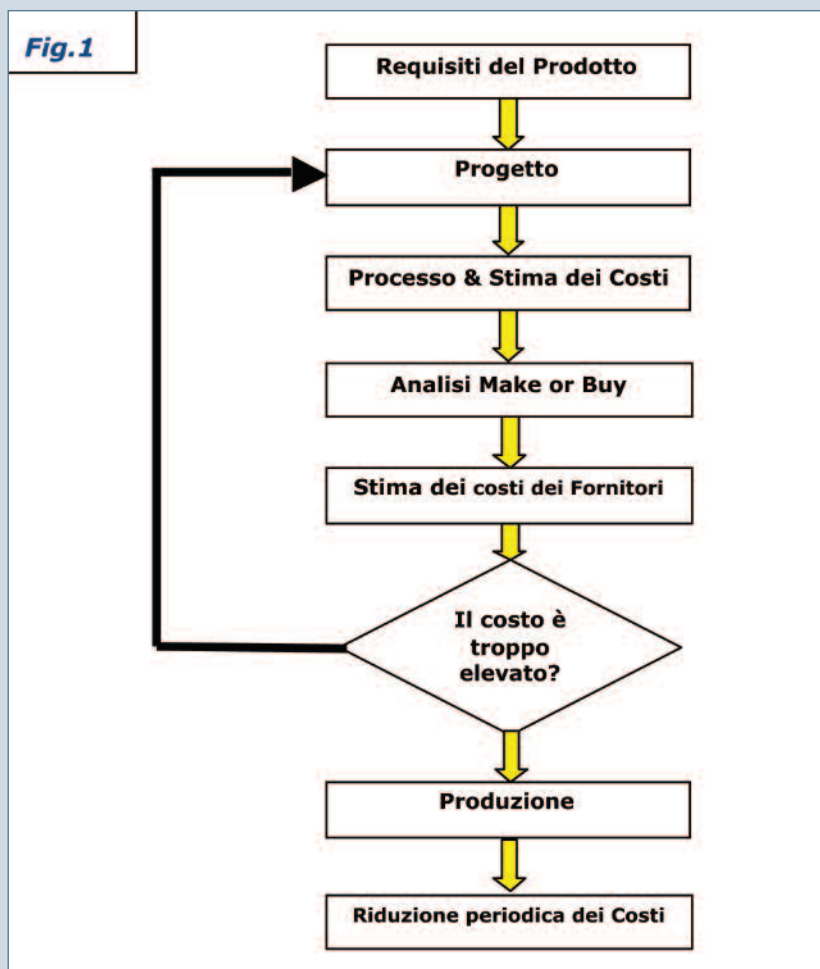 Fig.1
Requisiti del Prodotto
Progetto
Processo & Stima dei Costi
Analisi Make or Buy
Stima dei costi dei Fornitori
Il costo è
troppo
elevato?
Produzione
Riduzione periodica dei Costi